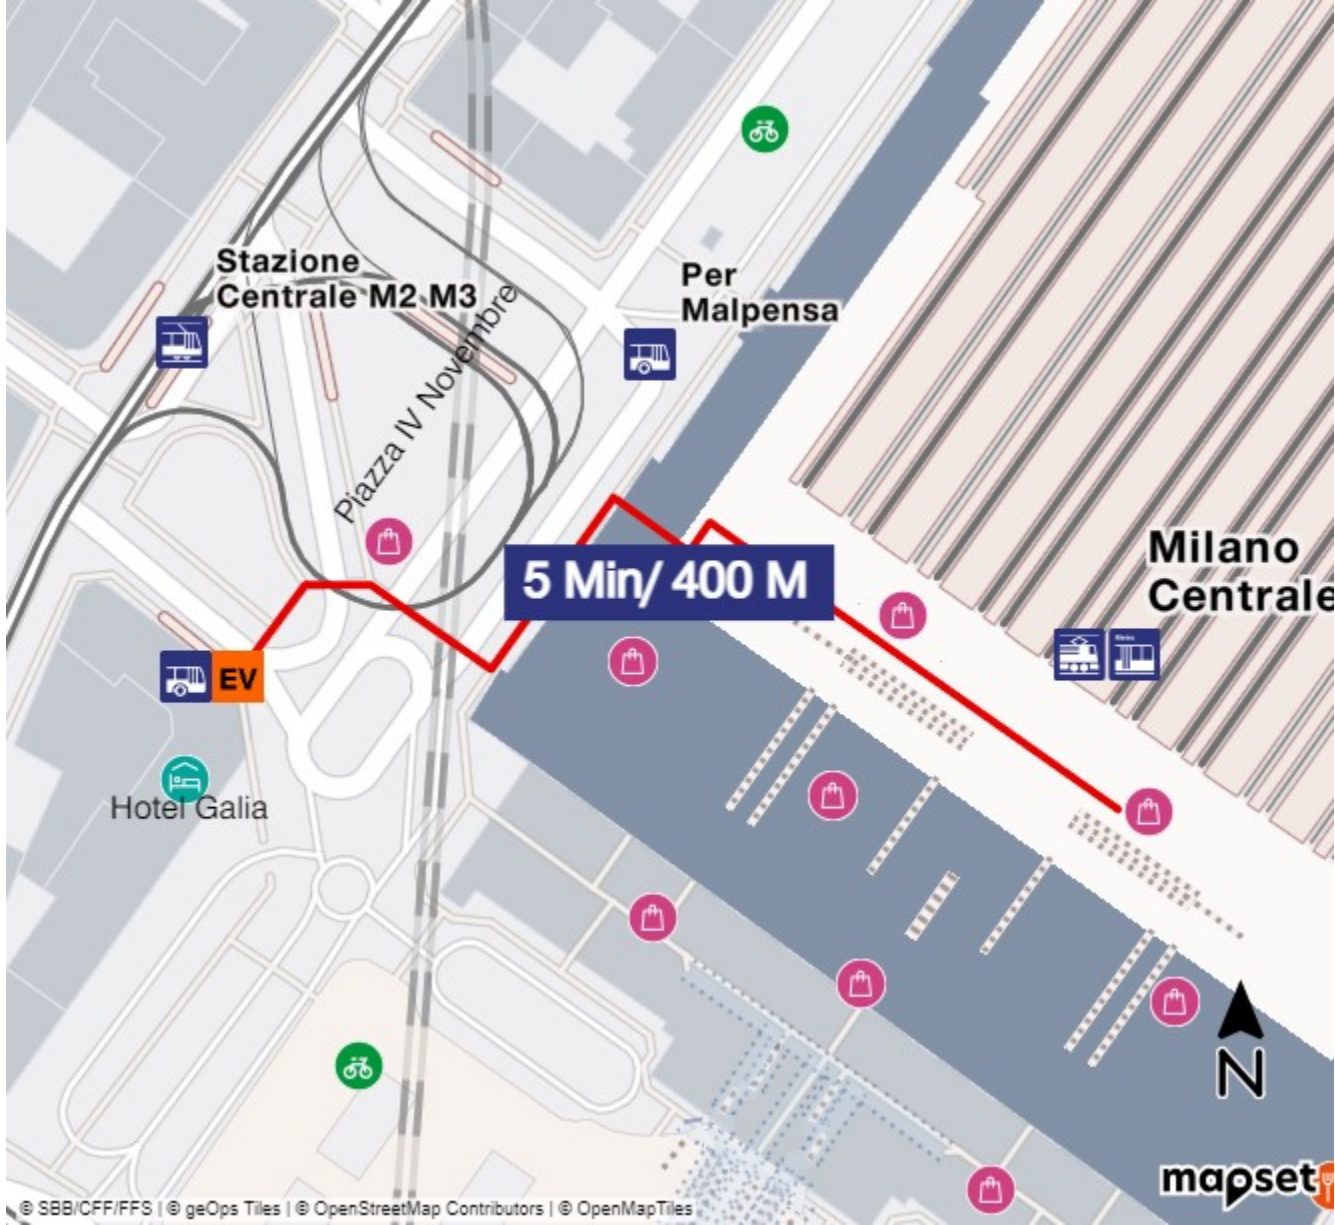 Stazione
Centrale M2 M3
Per
Malpensa
Piazza IV Novembre
5 Min/ 400 M
Milano
Centrale
EV
Hotel Galia
N
mapset
© SBB/CFF/FFS | © geOps Tiles | © OpenStreetMap Contributors | © OpenMapTiles